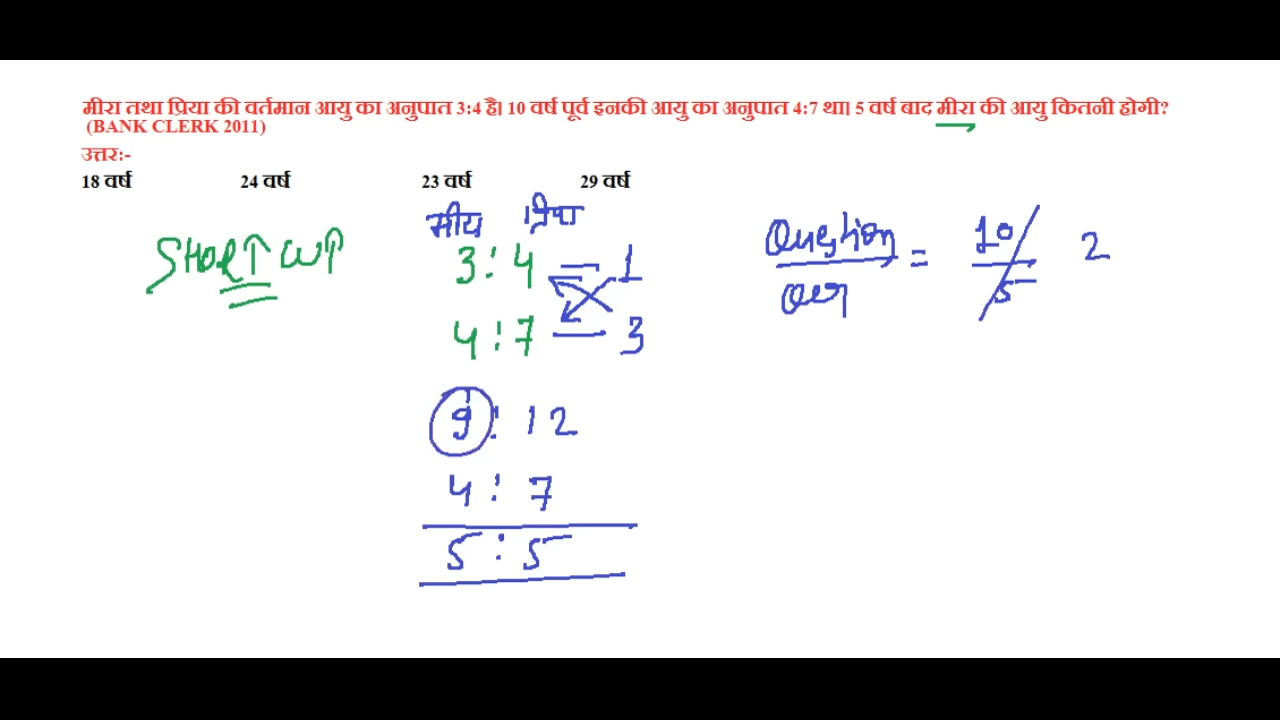 मीरा तथा प्रिया की वर्तमान आयु का अनुपात 3:4 है। 10 वर्ष पूर्व इनकी आयु का अनुपात 4:7 था। 5 वर्ष बाद मीरा की आयु कितनी होगी?
(BANK CLERK 2011)
उत्तर:-
18 वर्ष 24 वर्ष 23 वर्ष 29 वर्ष
3:4 = 1
4:7 = 3
9:12
4:7
5:5
Question = 10/5 2